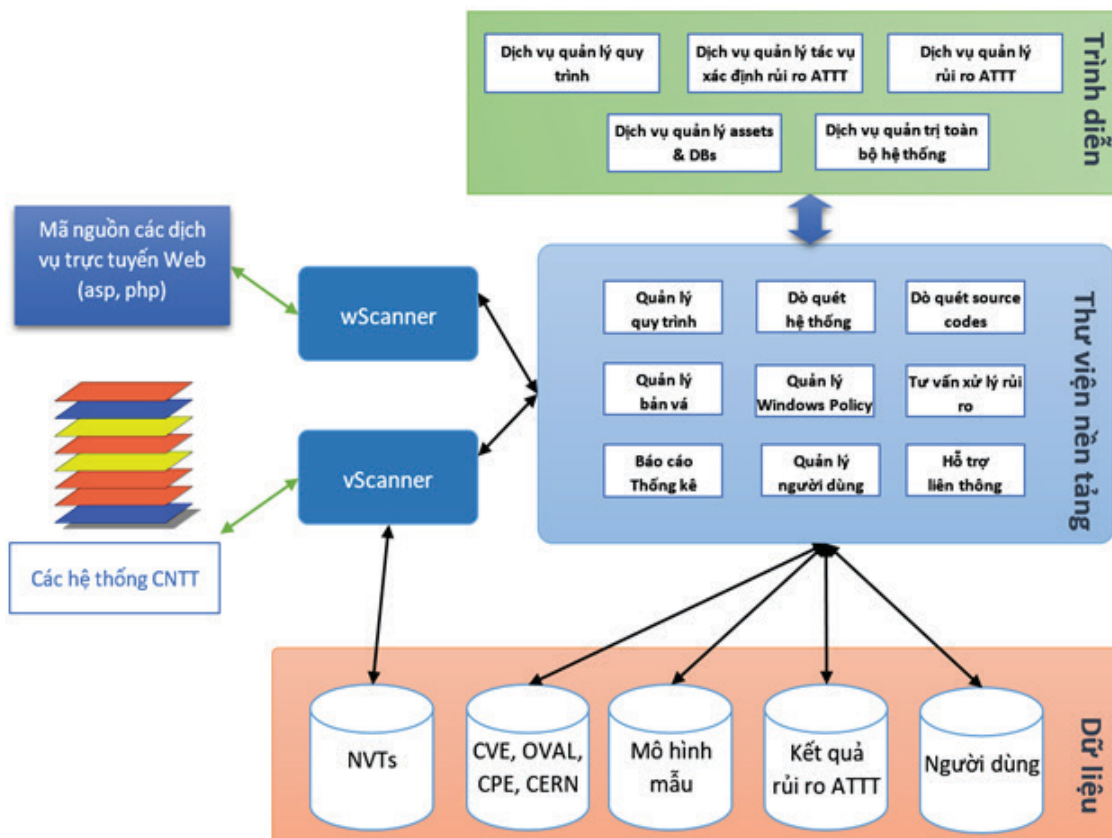 Trình diễn
Dịch vụ quản lý quy
trình
Dịch vụ quản lý tác vụ
xác định rủi ro ATTT
Dịch vụ quản lý
rủi ro ATTT
Dịch vụ quản lý assets
& DBs
Dịch vụ quản trị toàn
bộ hệ thống
Mã nguồn các dịch
vụ trực tuyến Web
(asp, php)
wScanner
vScanner
Các hệ thống CNTT
Thư viện nền tảng
Quản lý
quy trình
Dò quét
hệ thống
Dò quét source
codes
Quản lý
bản vá
Quản lý
Windows Policy
Tư vấn xử lý rủi
ro
Báo cáo
Thống kê
Quản lý
người dùng
Hỗ trợ
liên thông
Dữ liệu
NVTs
CVE, OVAL,
CPE, CERN
Mô hình
mẫu
Kết quả
rủi ro ATTT
Người dùng